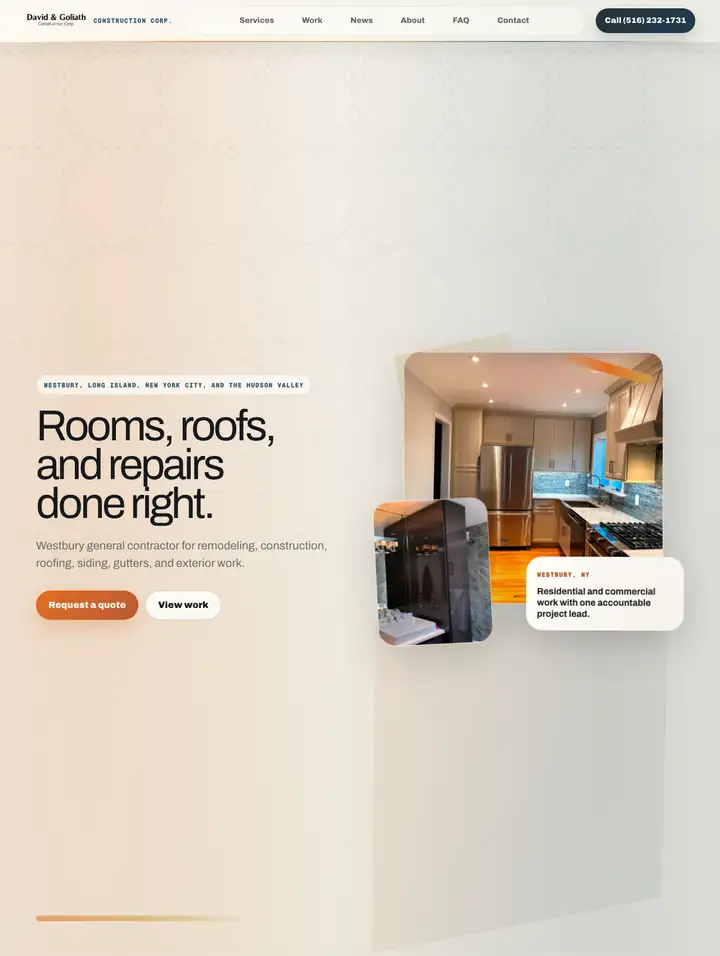 David & Goliath
Construction Corp.
CONSTRUCTION CORP.
Services
Work
News
About
FAQ
Contact
Call (516) 232-1731
WESTBURY, LONG ISLAND, NEW YORK CITY, AND THE HUDSON VALLEY
Rooms, roofs,
and repairs
done right.
Westbury general contractor for remodeling, construction,
roofing, siding, gutters, and exterior work.
Request a quote
View work
WESTBURY, NY
Residential and commercial
work with one accountable
project lead.